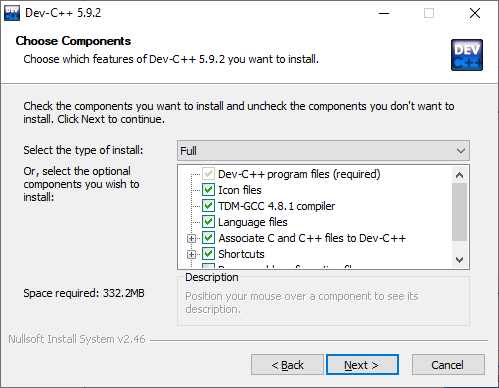 Dev-C++ 5.9.2
Choose Components
Choose which features of Dev-C++ 5.9.2 you want to install.
DEV
C++
Check the components you want to install and uncheck the components you don't want to
install. Click Next to continue.
Select the type of install:
Full
Or, select the optional
components you wish to
install:
Dev-C++ program files (required)
Icon files
TDM-GCC 4.8.1 compiler
Language files
Associate C and C++ files to Dev-C++
Shortcuts
Space required: 332.2MB
Description
Position your mouse over a component to see its
description.
Nullsoft Install System v2.46
< Back
Next >
Cancel